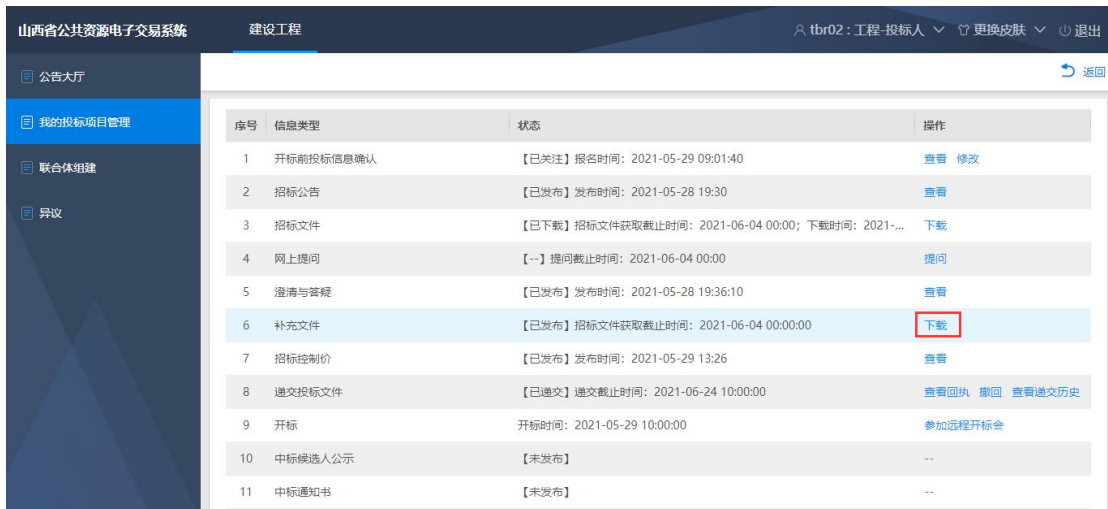 山西省公共资源电子交易系统 建设工程 tbr02 : 工程-投标人 更换皮肤 退出
公告大厅 返回
我的投标项目管理
联合体组建
异议
序号 信息类型 状态 操作
1 开标前投标信息确认 【已关注】报名时间：2021-05-29 09:01:40 查看 修改
2 招标公告 【已发布】发布时间：2021-05-28 19:30 查看
3 招标文件 【已下载】招标文件获取截止时间：2021-06-04 00:00；下载时间：2021-... 下载
4 网上提问 【--】提问截止时间：2021-06-04 00:00 提问
5 澄清与答疑 【已发布】发布时间：2021-05-28 19:36:10 查看
6 补充文件 【已发布】招标文件获取截止时间：2021-06-04 00:00:00 下载
7 招标控制价 【已发布】发布时间：2021-05-29 13:26 查看
8 递交投标文件 【已递交】递交截止时间：2021-06-24 10:00:00 查看回执 撤回 查看递交历史
9 开标 开标时间：2021-05-29 10:00:00 参加远程开标会
10 中标候选人公示 【未发布】 --
11 中标通知书 【未发布】 --